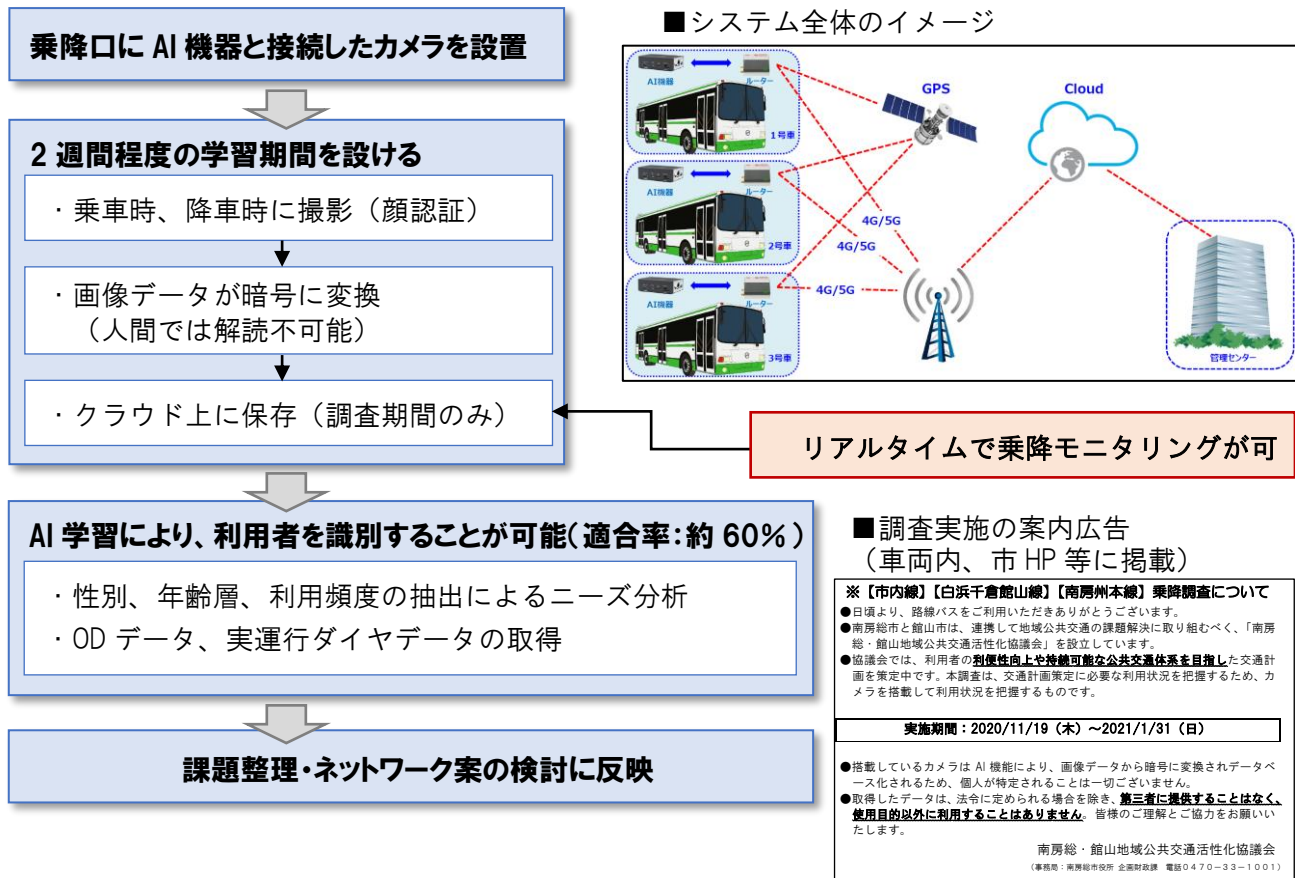 乗降口に AI 機器と接続したカメラを設置
2 週間程度の学習期間を設ける
・乗車時、降車時に撮影（顔認証）
・画像データが暗号に変換
（人間では解読不可能）
・クラウド上に保存（調査期間のみ）
AI 学習により、利用者を識別することが可能（適合率：約 60％）
・性別、年齢層、利用頻度の抽出によるニーズ分析
・OD データ、実運行ダイヤデータの取得
課題整理・ネットワーク案の検討に反映
■システム全体のイメージ
AI機器
ルーター
1号車
AI機器
ルーター
2号車
AI機器
ルーター
3号車
GPS
Cloud
4G/5G
4G/5G
4G/5G
管理センター
リアルタイムで乗降モニタリングが可
■調査実施の案内広告
（車両内、市 HP 等に掲載）
※【市内線】【白浜千倉館山線】【南房州本線】乗降調査について
●日頃より、路線バスをご利用いただきありがとうございます。
●南房総市と館山市は、連携して地域公共交通の課題解決に取り組むべく、「南房
総・館山地域公共交通活性化協議会」を設立しています。
●協議会では、利用者の利便性向上や持続可能な公共交通体系を目指した交通計
画を策定中です。本調査は、交通計画策定に必要な利用状況を把握するため、カ
メラを搭載して利用状況を把握するものです。
実施期間：2020/11/19（木）～2021/1/31（日）
●搭載しているカメラは AI 機能により、画像データから暗号に変換されデータベ
ース化されるため、個人が特定されることは一切ございません。
●取得したデータは、法令に定められる場合を除き、第三者に提供することはなく、
使用目的以外に利用することはありません。皆様のご理解とご協力をお願いい
たします。
南房総・館山地域公共交通活性化協議会
（事務局：南房総市役所 企画財政課 電話０４７０－３３－１００１）